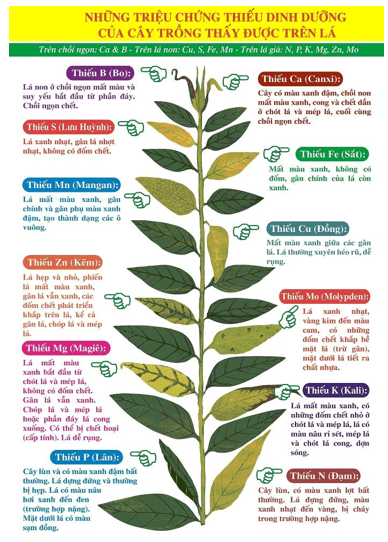 NHỮNG TRIỆU CHỨNG THIẾU DINH DƯỠNG
CỦA CÂY TRỒNG THẤY ĐƯỢC TRÊN LÁ
Trên chồi ngọn: Ca & B - Trên lá non: Cu, S, Fe, Mn - Trên lá già: N, P, K, Mg, Zn, Mo
Thiếu B (Bo):
Lá non ở chồi ngọn mất màu và
suy yếu bắt đầu từ phần đáy.
Chồi ngọn chết.
Thiếu S (Lưu Huỳnh):
Lá xanh nhạt, gân lá nhợt
nhạt, không có đốm chết.
Thiếu Mn (Mangan):
Lá mất màu xanh, gân
chính và gân phụ màu xanh
đậm, tạo thành dạng các ô
vuông.
Thiếu Zn (Kẽm):
Lá hẹp và nhỏ, phiến
lá mất màu xanh,
gân lá vẫn xanh, các
đốm chết phát triển
khắp trên lá, kể cả
gân lá, chóp lá và mép
lá.
Thiếu Mg (Magiê):
Lá mất màu
xanh bắt đầu từ
chót lá và mép lá,
không có đốm chết.
Gân lá vẫn xanh.
Chóp lá và mép lá
hoặc phần đáy lá cong
xuống. Có thể bị chết hoại
(cấp tính). Lá dễ rụng.
Thiếu P (Lân):
Cây lùn và có màu xanh đậm bất
thường. Lá dựng đứng và thường
bị hẹp. Lá có màu nâu
hơi xanh đến đen
(trường hợp nặng).
Mặt dưới lá có màu
sạm đồng.
Thiếu Ca (Canxi):
Cây có màu xanh đậm, chồi non
mất màu xanh, cong và chết dần
ở chót lá và mép lá, cuối cùng
chồi ngọn chết.
Thiếu Fe (Sắt):
Mất màu xanh, không có
đốm, gân chính của lá còn
xanh.
Thiếu Cu (Đồng):
Mất màu xanh giữa các gân
lá. Lá thường xuyên héo rũ, dễ
rụng.
Thiếu Mo (Molypden):
Lá xanh nhạt,
vàng kim đến màu
cam, có những
đốm chết khắp bề
mặt lá (trừ gân),
mặt dưới lá tiết ra
chất nhựa.
Thiếu K (Kali):
Lá mất màu xanh, có
những đốm chết nhỏ ở
chót lá và mép lá, lá có
màu nâu rỉ sét, mép lá
và chót lá cong, dợn
sóng.
Thiếu N (Đạm):
Cây lùn, có màu xanh lợt bất
thường. Lá dựng đứng, màu
xanh nhạt đến vàng, bị cháy
trong trường hợp nặng.